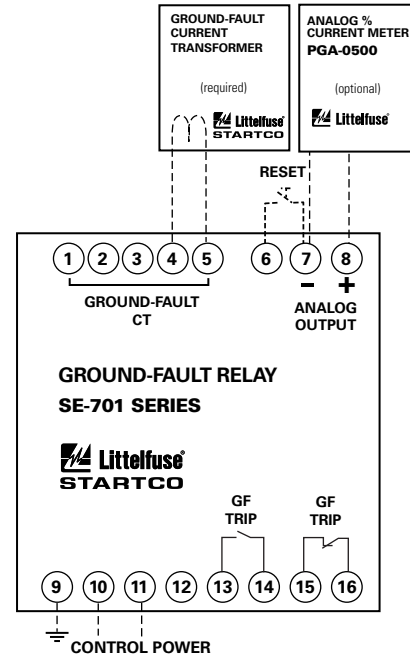 GROUND-FAULT
CURRENT
TRANSFORMER
(required)
Littelfuse®
STARTCO
ANALOG %
CURRENT METER
PGA-0500
(optional)
Littelfuse®
RESET
1 2 3 4 5 6 7 8
GROUND-FAULT
CT
– +
ANALOG
OUTPUT
GROUND-FAULT RELAY
SE-701 SERIES
Littelfuse®
STARTCO
GF
TRIP
GF
TRIP
9 10 11 12 13 14 15 16
CONTROL POWER